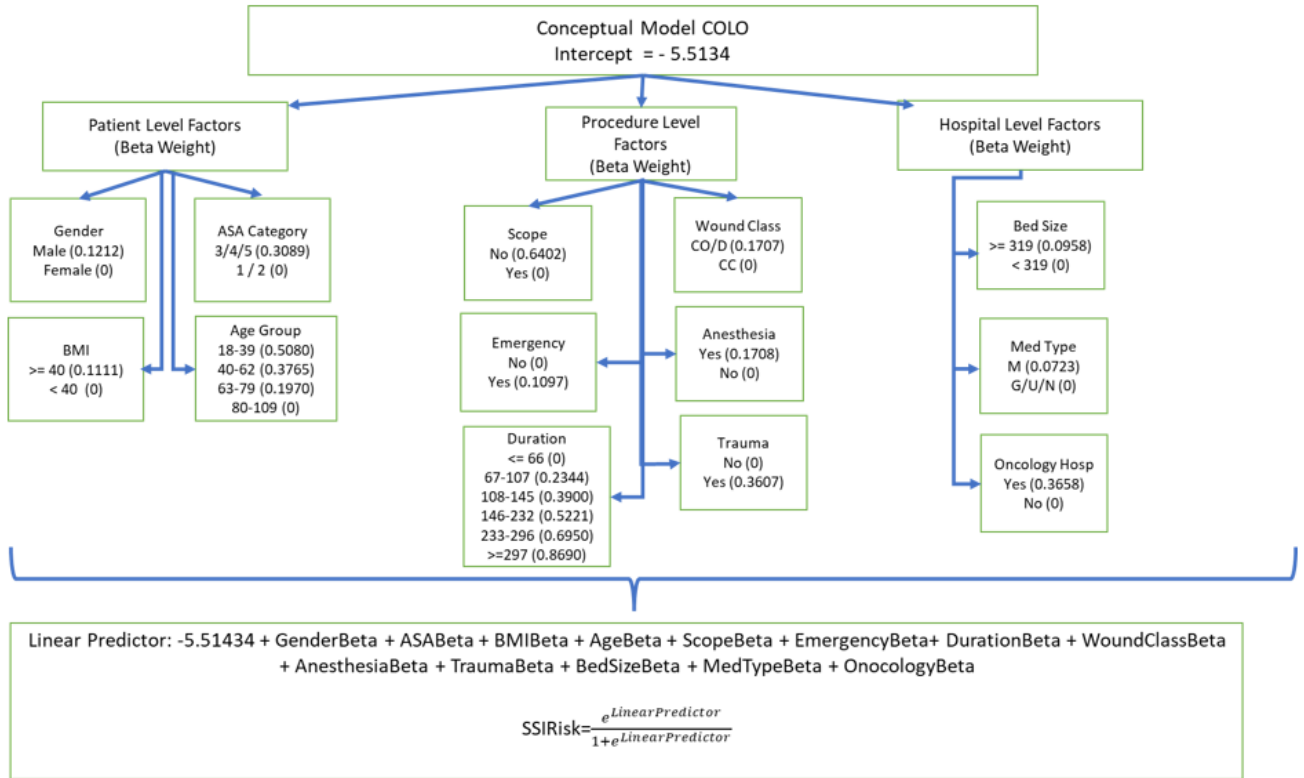 Conceptual Model COLO
Intercept = - 5.5134
Patient Level Factors
(Beta Weight)
Procedure Level
Factors
(Beta Weight)
Hospital Level Factors
(Beta Weight)
Gender
Male (0.1212)
Female (0)
ASA Category
3/4/5 (0.3089)
1 / 2 (0)
BMI
>= 40 (0.1111)
< 40 (0)
Age Group
18-39 (0.5080)
40-62 (0.3765)
63-79 (0.1970)
80-109 (0)
Scope
No (0.6402)
Yes (0)
Wound Class
CO/D (0.1707)
CC (0)
Emergency
No (0)
Yes (0.1097)
Anesthesia
Yes (0.1708)
No (0)
Duration
<= 66 (0)
67-107 (0.2344)
108-145 (0.3900)
146-232 (0.5221)
233-296 (0.6950)
>=297 (0.8690)
Trauma
No (0)
Yes (0.3607)
Bed Size
>= 319 (0.0958)
< 319 (0)
Med Type
M (0.0723)
G/U/N (0)
Oncology Hosp
Yes (0.3658)
No (0)
Linear Predictor: -5.51434 + GenderBeta + ASABeta + BMIBeta + AgeBeta + ScopeBeta + EmergencyBeta+ DurationBeta + WoundClassBeta
+ AnesthesiaBeta + TraumaBeta + BedSizeBeta + MedTypeBeta + OnocologyBeta
SSIRisk=
e^LinearPredictor
1+e^LinearPredictor